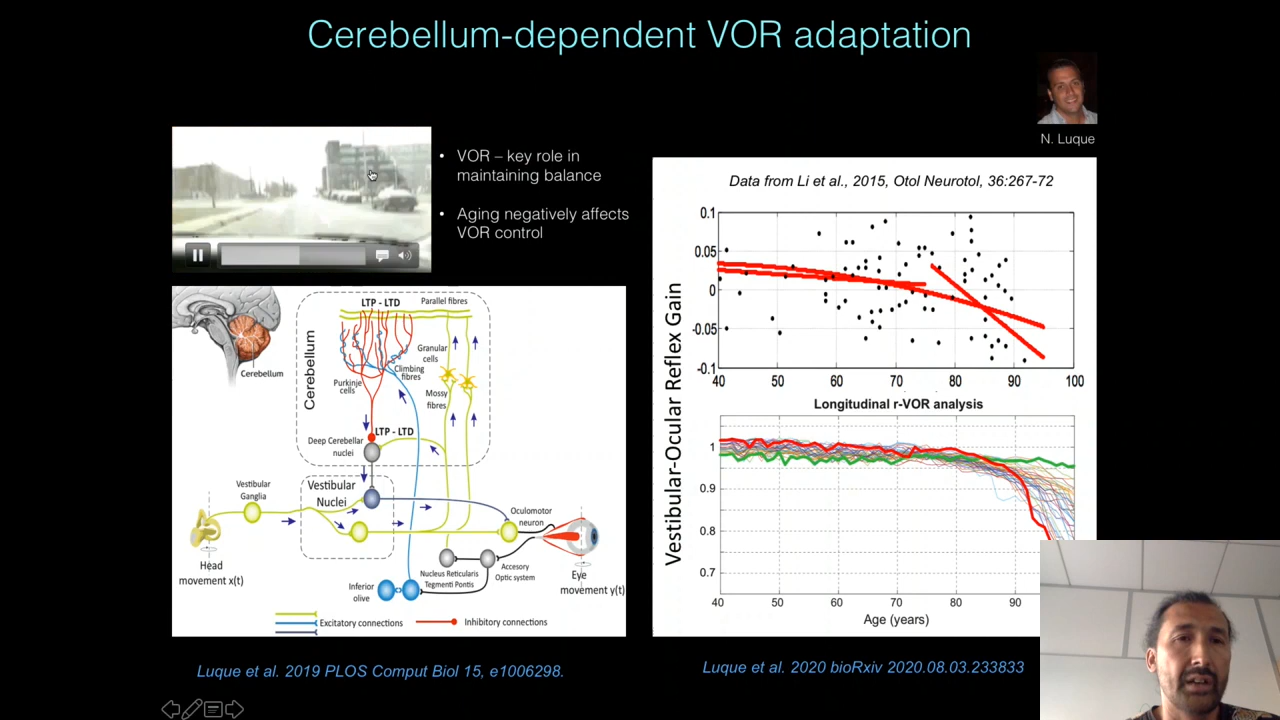 Cerebellum-dependent VOR adaptation
N. Luque
• VOR – key role in
maintaining balance
• Aging negatively affects
VOR control
Data from Li et al., 2015, Otol Neurotol, 36:267-72
Vestibular-Ocular Reflex Gain
0.1
0.05
0
-0.05
-0.1
40 50 60 70 80 90 100
Longitudinal r-VOR analysis
1
0.9
0.8
0.7
40 50 60 70 80 90
Age (years)
Cerebellum
Cerebellum
LTP - LTD
Parallel fibres
Granular
cells
Climbing
fibres
Purkinje
cells
Mossy
fibres
LTP - LTD
Deep Cerebellar
nuclei
Vestibular
Ganglia
Vestibular
Nuclei
Oculomotor
neuron
Head
movement x(t)
Nucleus Reticularis
Tegmenti Pontis
Accesory
Optic system
Eye
movement y(t)
Inferior
olive
Excitatory connections
Inhibitory connections
Luque et al. 2019 PLOS Comput Biol 15, e1006298.
Luque et al. 2020 bioRxiv 2020.08.03.233833